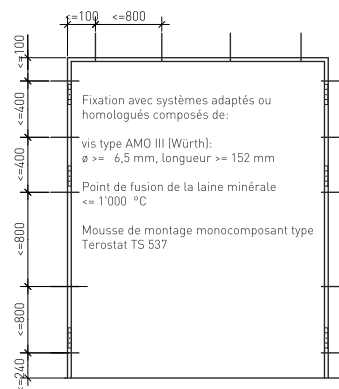 <=100 <=800
<=100
<=400
<=400
<=800
<=800
<=240
Fixation avec systèmes adaptés ou
homologués composés de:
vis type AMO III (Würth):
ø >= 6,5 mm, longueur >= 152 mm
Point de fusion de la laine minérale
<= 1'000 °C
Mousse de montage monocomposant type
Terostat TS 537